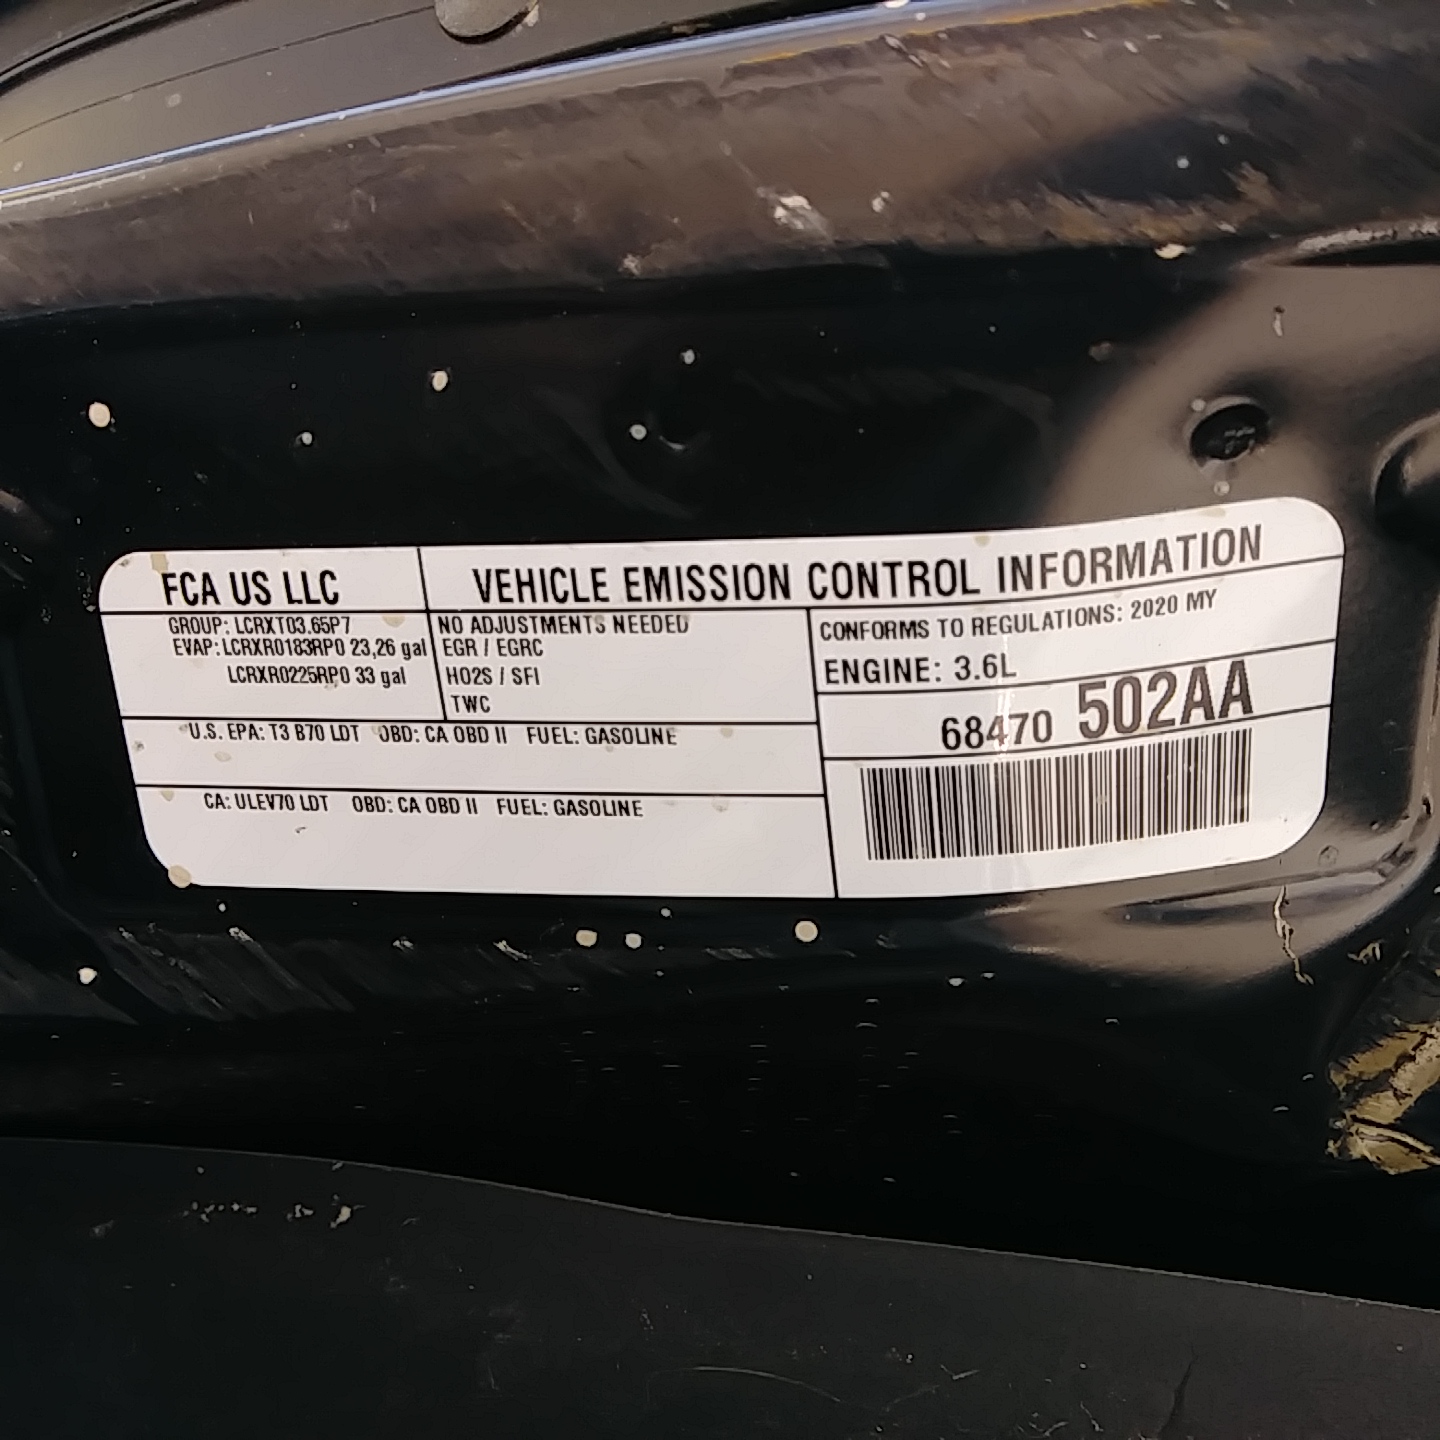 FCA US LLC
VEHICLE EMISSION CONTROL INFORMATION
GROUP: LCRXT03.65P7
EVAP: LCRXR0183RP0 23,26 gal
LCRXR0225RP0 33 gal
NO ADJUSTMENTS NEEDED
EGR / EGRC
HO2S / SFI
TWC
CONFORMS TO REGULATIONS: 2020 MY
ENGINE: 3.6L
68470 502AA
U.S. EPA: T3 B70 LDT OBD: CA OBD II FUEL: GASOLINE
CA: ULEV70 LDT OBD: CA OBD II FUEL: GASOLINE